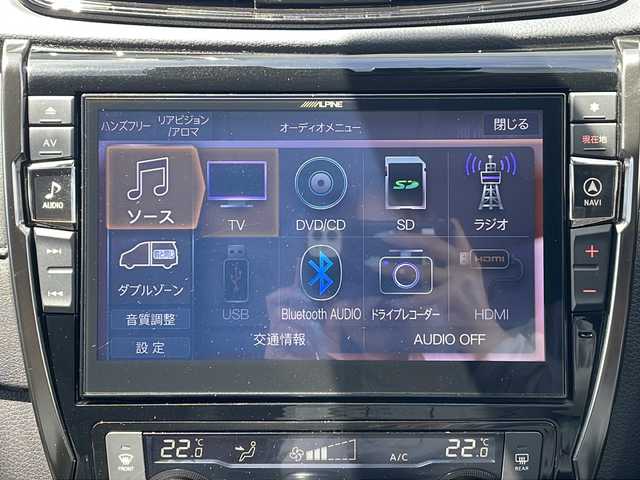 ALPINE
ハンズフリー
リアビジョン
/アロマ
オーディオメニュー
閉じる
ソース
TV
DVD/CD
SD
ラジオ
ダブルゾーン
USB
Bluetooth AUDIO
ドライブレコーダー
HDMI
音質調整
設定
交通情報
AUDIO OFF
AV
AUDIO
現在地
NAVI
22.0℃
A/C
22.0℃
FRONT
REAR